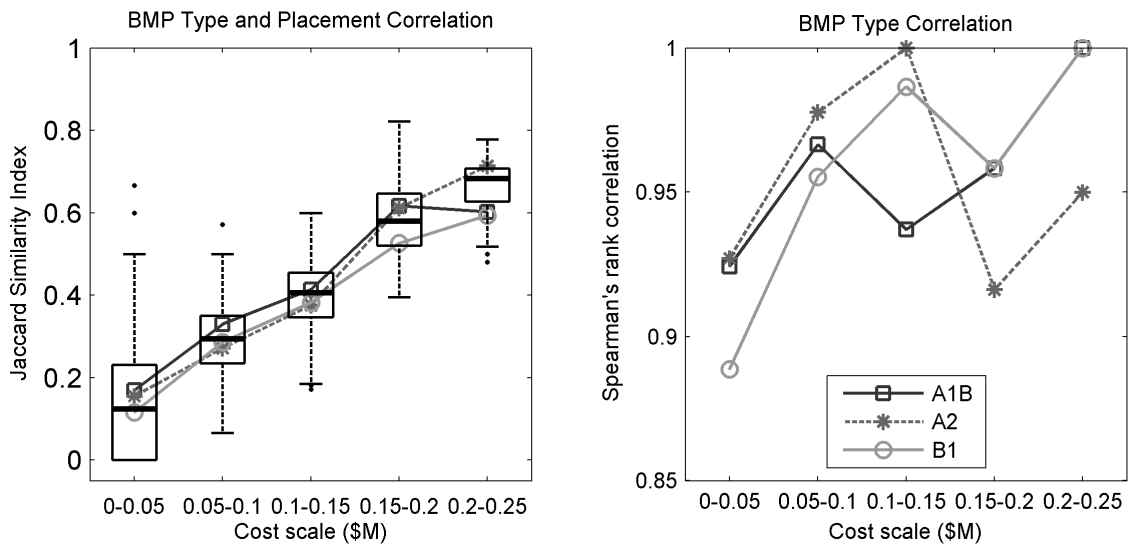 BMP Type and Placement Correlation
Jaccard Similarity Index
1
0.8
0.6
0.4
0.2
0
0-0.05 0.05-0.1 0.1-0.15 0.15-0.2 0.2-0.25
Cost scale ($M)
BMP Type Correlation
Spearman's rank correlation
1
0.95
0.9
0.85
A1B
A2
B1
0-0.05 0.05-0.1 0.1-0.15 0.15-0.2 0.2-0.25
Cost scale ($M)